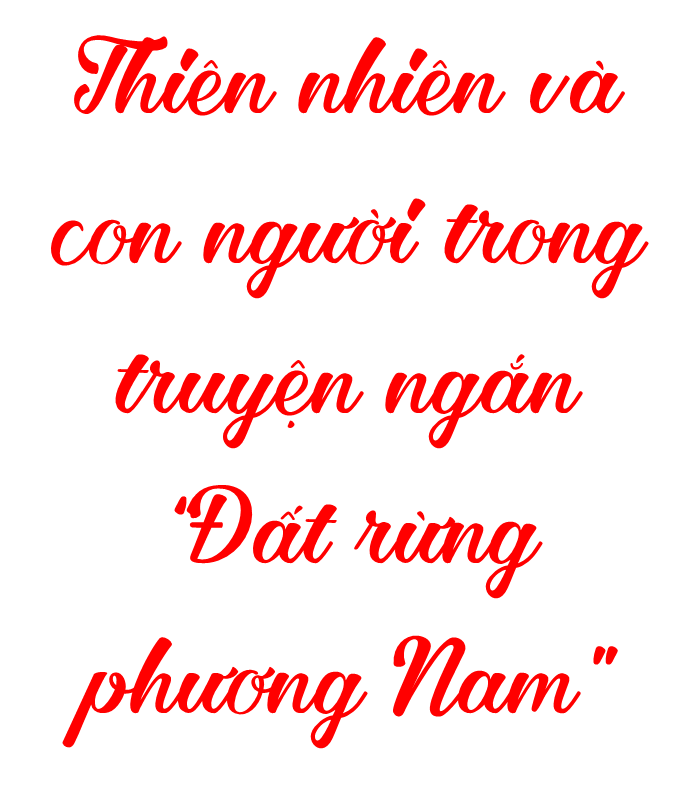 Thiên nhiên và
con người trong
truyện ngắn
"Đất rừng
phương Nam"